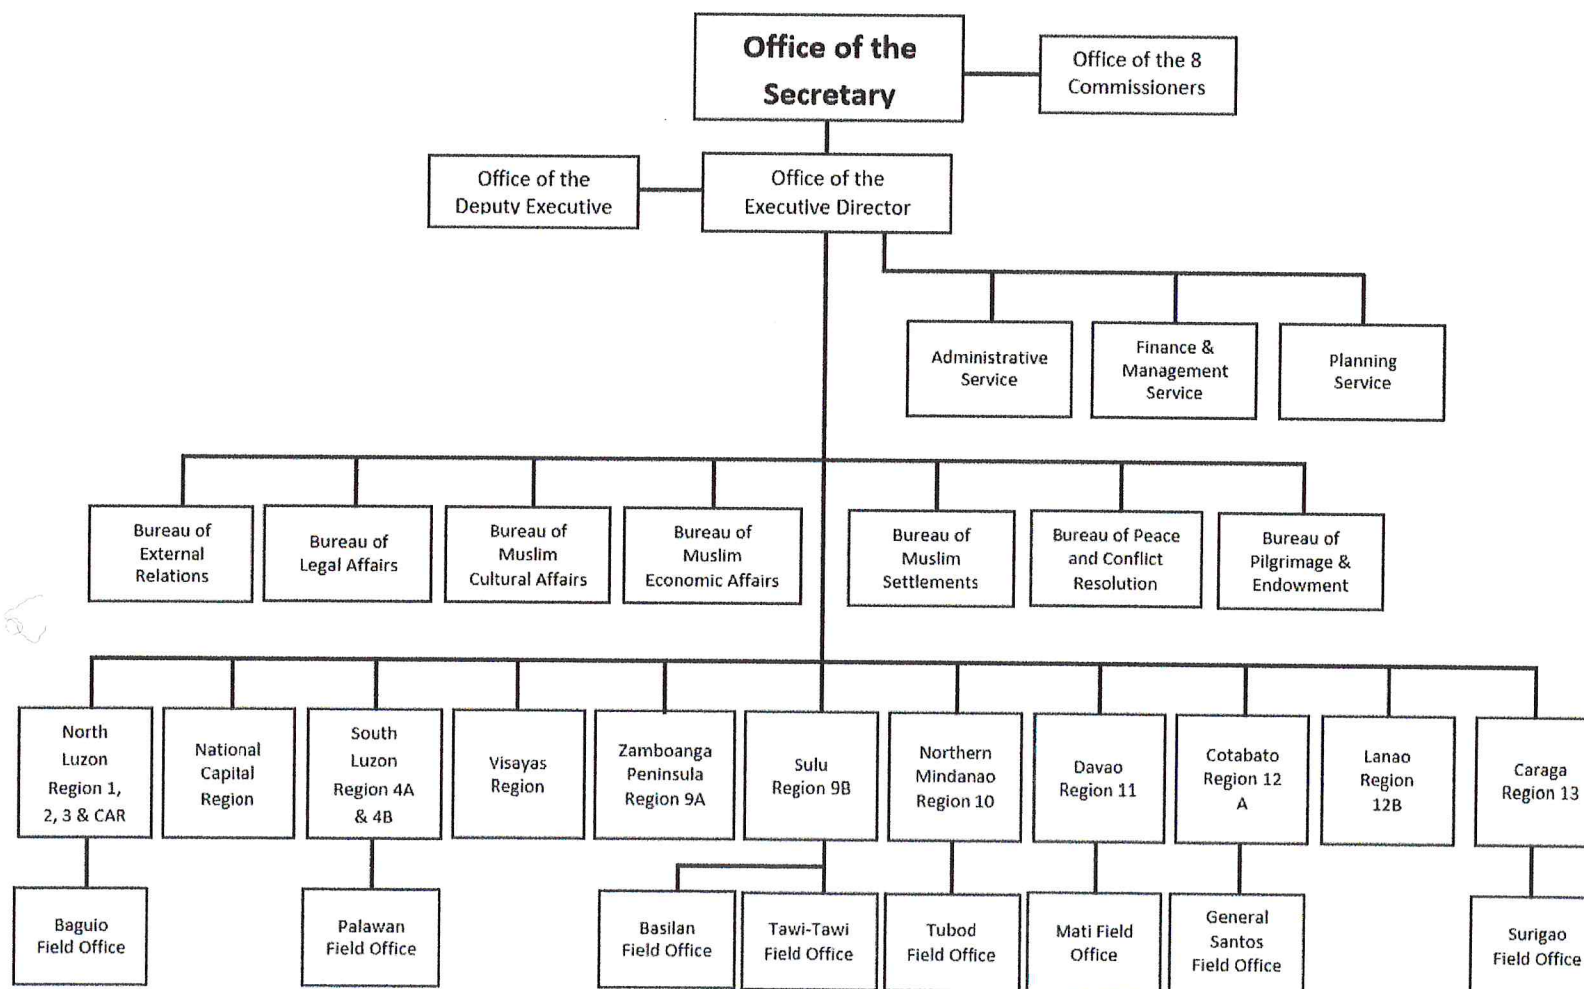 Office of the
Secretary
Office of the 8
Commissioners
Office of the
Deputy Executive
Office of the
Executive Director
Administrative
Service
Finance &
Management
Service
Planning
Service
Bureau of
External
Relations
Bureau of
Legal Affairs
Bureau of
Muslim
Cultural Affairs
Bureau of
Muslim
Economic Affairs
Bureau of
Muslim
Settlements
Bureau of Peace
and Conflict
Resolution
Bureau of
Pilgrimage &
Endowment
North
Luzon
Region 1,
2, 3 & CAR
National
Capital
Region
South
Luzon
Region 4A
& 4B
Visayas
Region
Zamboanga
Peninsula
Region 9A
Sulu
Region 9B
Northern
Mindanao
Region 10
Davao
Region 11
Cotabato
Region 12
A
Lanao
Region
12B
Caraga
Region 13
Baguio
Field Office
Palawan
Field Office
Basilan
Field Office
Tawi-Tawi
Field Office
Tubod
Field Office
Mati Field
Office
General
Santos
Field Office
Surigao
Field Office